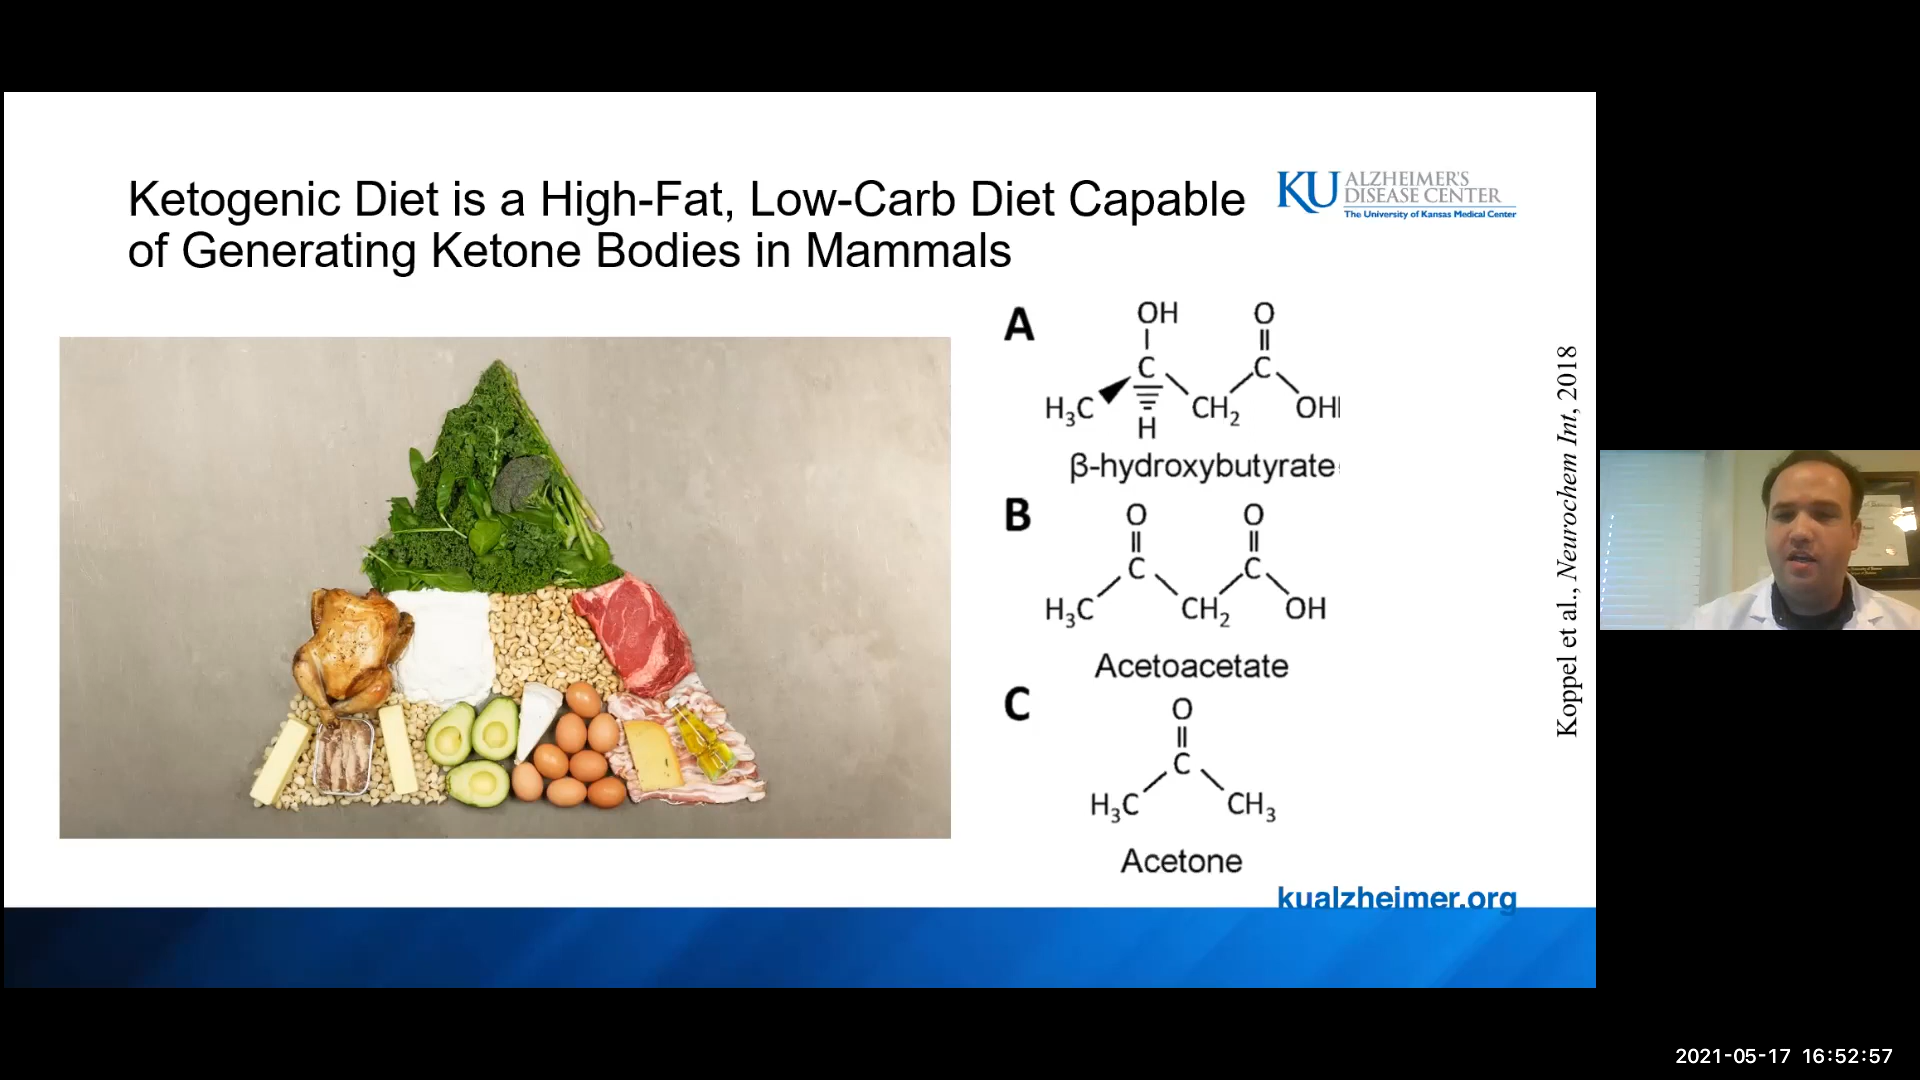 Ketogenic Diet is a High-Fat, Low-Carb Diet Capable
of Generating Ketone Bodies in Mammals
KU ALZHEIMER'S
DISEASE CENTER
The University of Kansas Medical Center
A
OH
O
C
C
H₃C
H
CH₂
OH
β-hydroxybutyrate
B
O
O
C
C
H₃C
CH₂
OH
Acetoacetate
C
O
C
H₃C
CH₃
Acetone
Koppel et al., Neurochem Int, 2018
kualzheimer.org
2021-05-17 16:52:57